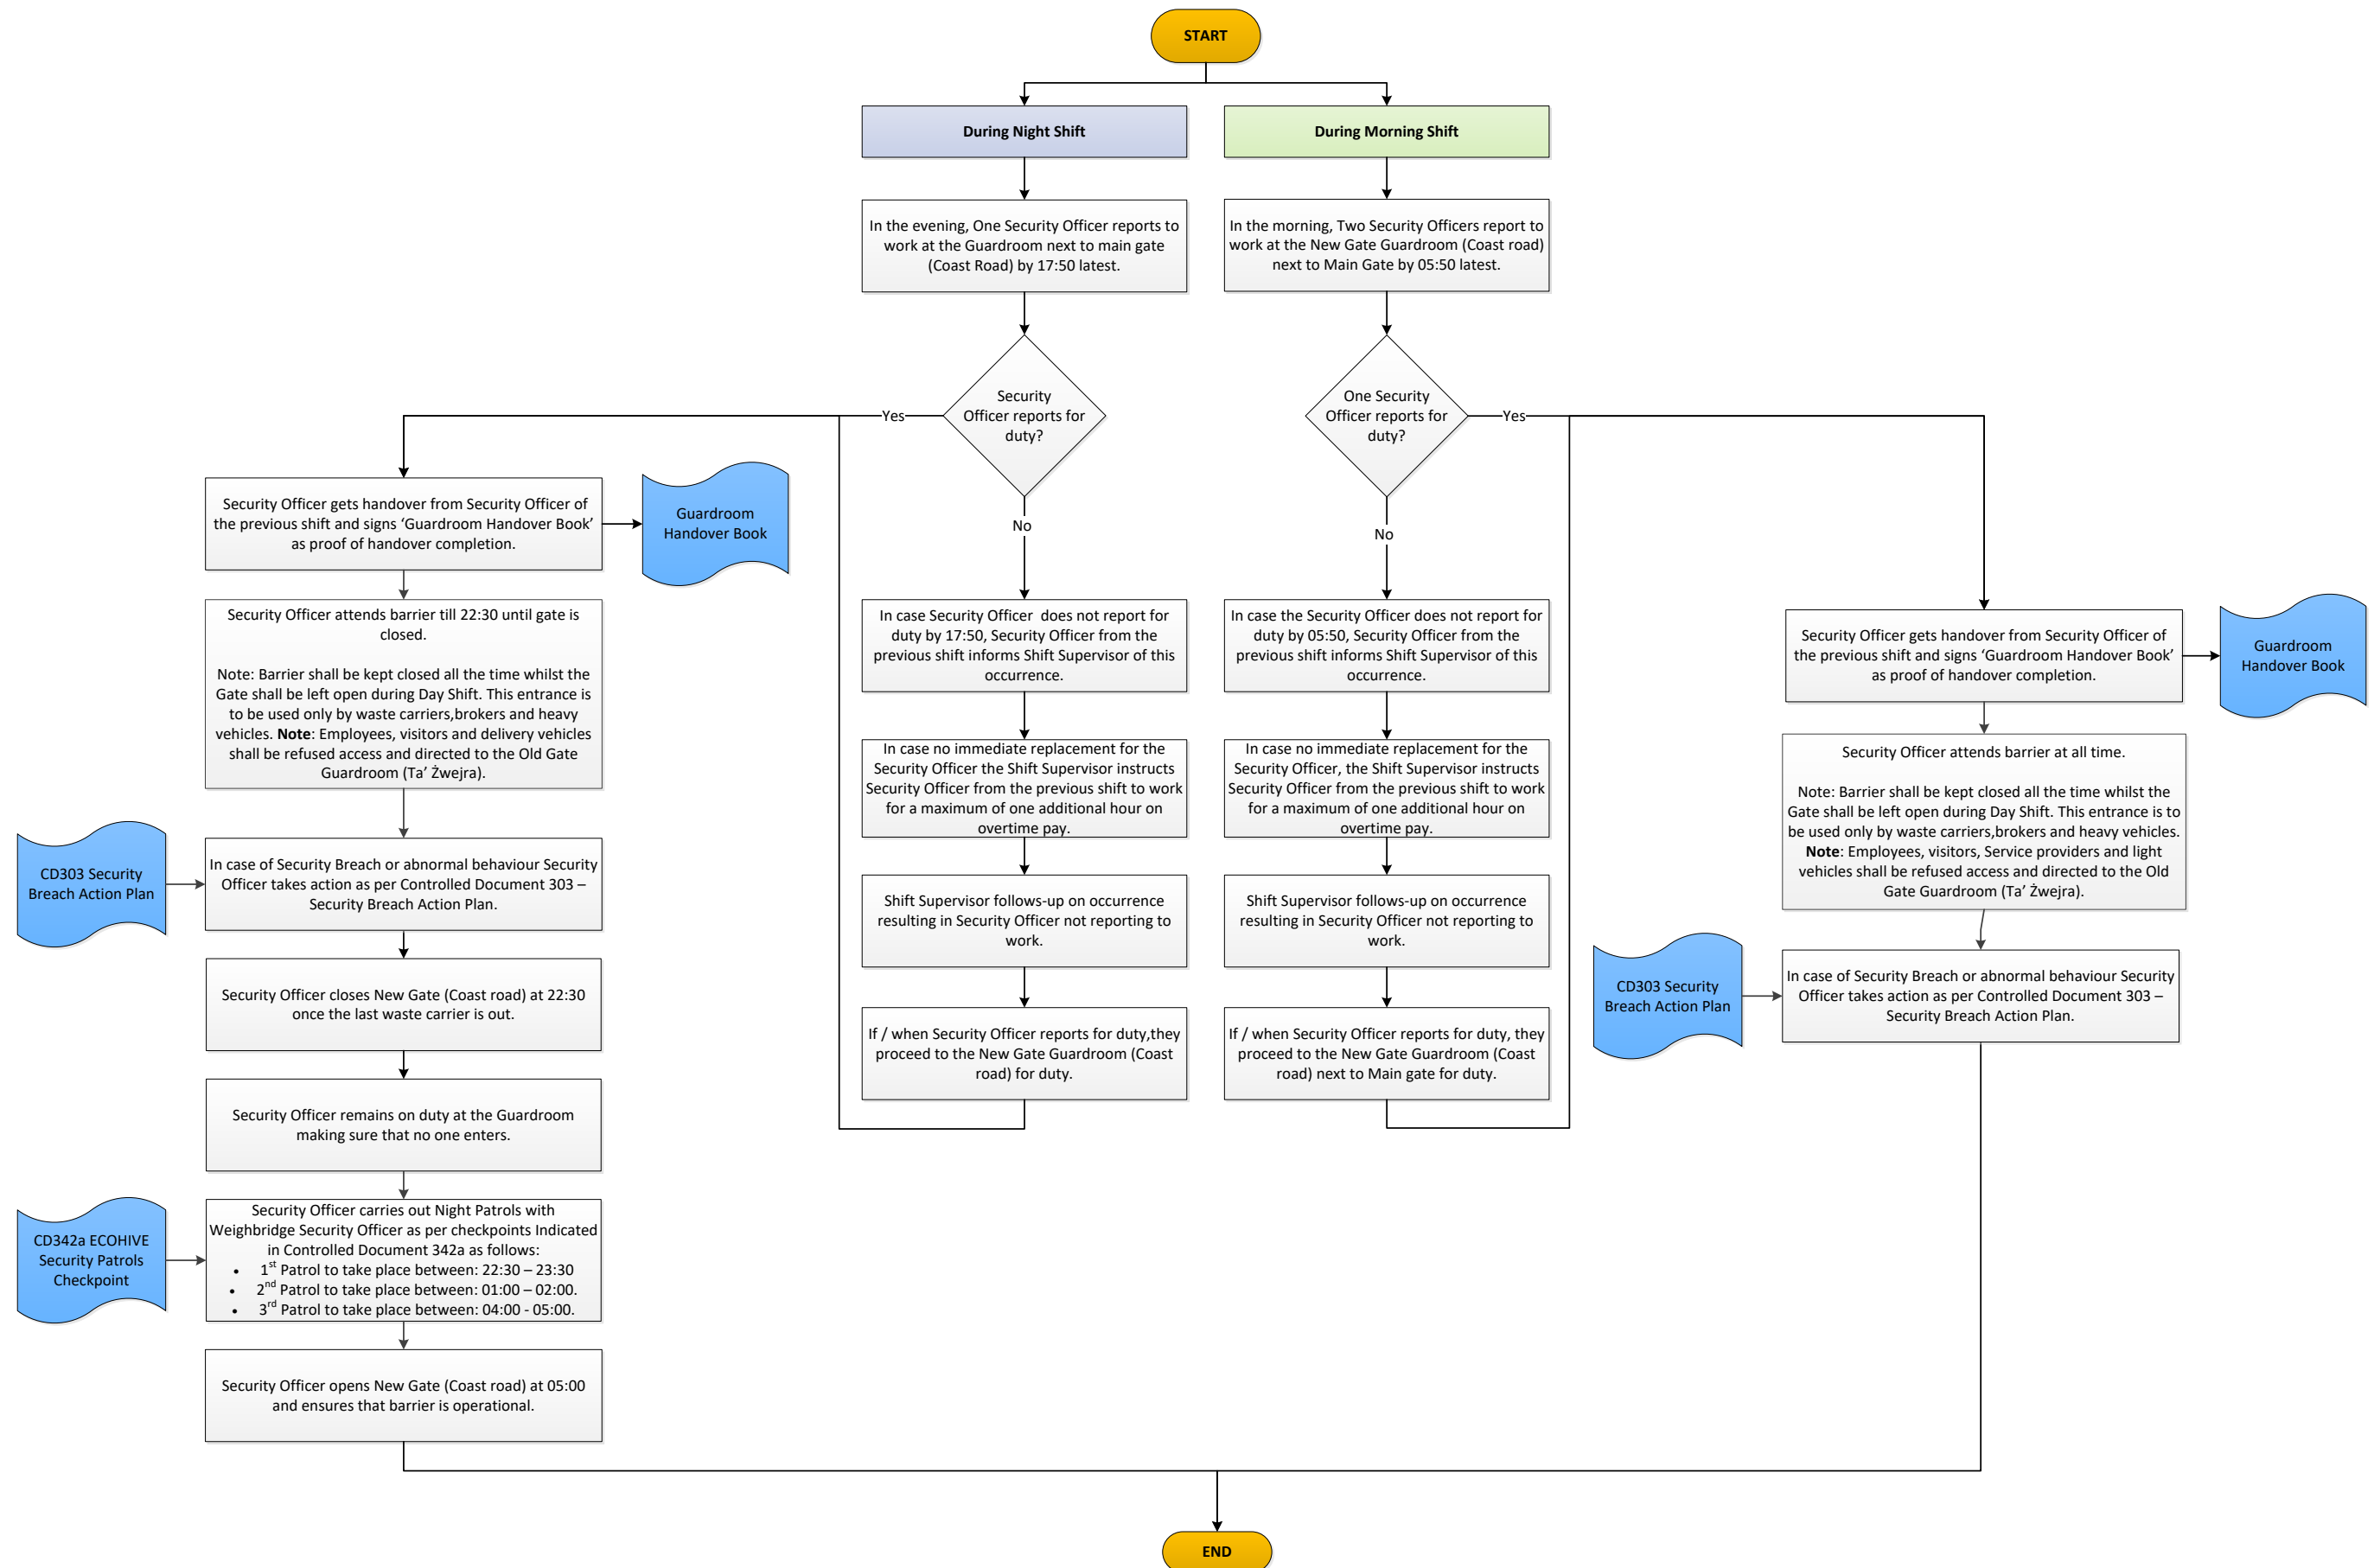 START
During Night Shift
During Morning Shift
In the evening, One Security Officer reports to
work at the Guardroom next to main gate
(Coast Road) by 17:50 latest.
In the morning, Two Security Officers report to
work at the New Gate Guardroom (Coast road)
next to Main Gate by 05:50 latest.
Security
Officer reports for
duty?
One Security
Officer reports for
duty?
Yes
Yes
No
No
Security Officer gets handover from Security Officer of
the previous shift and signs ‘Guardroom Handover Book’
as proof of handover completion.
Guardroom
Handover Book
Security Officer attends barrier till 22:30 until gate is
closed.
Note: Barrier shall be kept closed all the time whilst the
Gate shall be left open during Day Shift. This entrance is
to be used only by waste carriers,brokers and heavy
vehicles. Note: Employees, visitors and delivery vehicles
shall be refused access and directed to the Old Gate
Guardroom (Ta’ Żwejra).
CD303 Security
Breach Action Plan
In case of Security Breach or abnormal behaviour Security
Officer takes action as per Controlled Document 303 –
Security Breach Action Plan.
Security Officer closes New Gate (Coast road) at 22:30
once the last waste carrier is out.
Security Officer remains on duty at the Guardroom
making sure that no one enters.
CD342a ECOHIVE
Security Patrols
Checkpoint
Security Officer carries out Night Patrols with
Weighbridge Security Officer as per checkpoints Indicated
in Controlled Document 342a as follows:
• 1st Patrol to take place between: 22:30 – 23:30
• 2nd Patrol to take place between: 01:00 – 02:00.
• 3rd Patrol to take place between: 04:00 - 05:00.
Security Officer opens New Gate (Coast road) at 05:00
and ensures that barrier is operational.
In case Security Officer does not report for
duty by 17:50, Security Officer from the
previous shift informs Shift Supervisor of this
occurrence.
In case no immediate replacement for the
Security Officer the Shift Supervisor instructs
Security Officer from the previous shift to work
for a maximum of one additional hour on
overtime pay.
Shift Supervisor follows-up on occurrence
resulting in Security Officer not reporting to
work.
If / when Security Officer reports for duty,they
proceed to the New Gate Guardroom (Coast
road) for duty.
In case the Security Officer does not report for
duty by 05:50, Security Officer from the
previous shift informs Shift Supervisor of this
occurrence.
In case no immediate replacement for the
Security Officer, the Shift Supervisor instructs
Security Officer from the previous shift to work
for a maximum of one additional hour on
overtime pay.
Shift Supervisor follows-up on occurrence
resulting in Security Officer not reporting to
work.
If / when Security Officer reports for duty, they
proceed to the New Gate Guardroom (Coast
road) next to Main gate for duty.
Security Officer gets handover from Security Officer of
the previous shift and signs ‘Guardroom Handover Book’
as proof of handover completion.
Guardroom
Handover Book
Security Officer attends barrier at all time.
Note: Barrier shall be kept closed all the time whilst the
Gate shall be left open during Day Shift. This entrance is to
be used only by waste carriers,brokers and heavy vehicles.
Note: Employees, visitors, Service providers and light
vehicles shall be refused access and directed to the Old
Gate Guardroom (Ta’ Żwejra).
CD303 Security
Breach Action Plan
In case of Security Breach or abnormal behaviour Security
Officer takes action as per Controlled Document 303 –
Security Breach Action Plan.
END